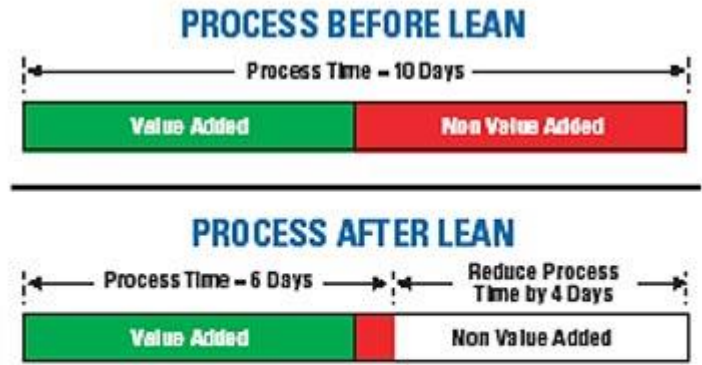 PROCESS BEFORE LEAN
Process Time – 10 Days
Value Added
Non Value Added
PROCESS AFTER LEAN
Process Time – 6 Days
Reduce Process
Time by 4 Days
Value Added
Non Value Added